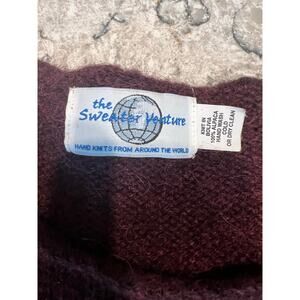 the
Sweater Venture
HAND KNITS FROM AROUND THE WORLD
KNIT IN
BOLIVIA
100% ALPACA
HAND WASH
COLD
OR DRY CLEAN